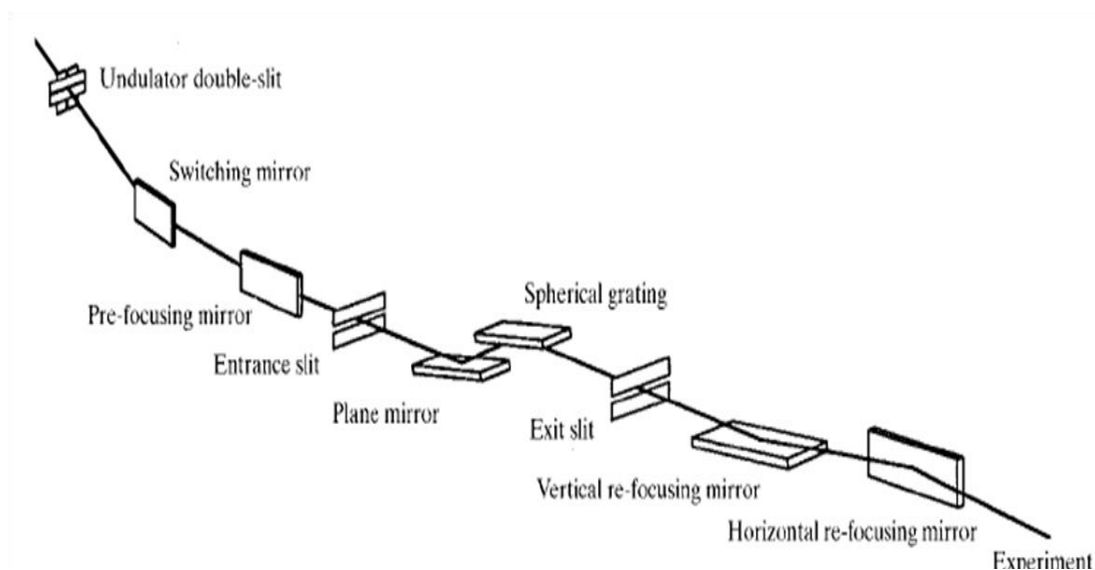 Undulator double-slit
Switching mirror
Pre-focusing mirror
Spherical grating
Entrance slit
Plane mirror
Exit slit
Vertical re-focusing mirror
Horizontal re-focusing mirror
Experiment